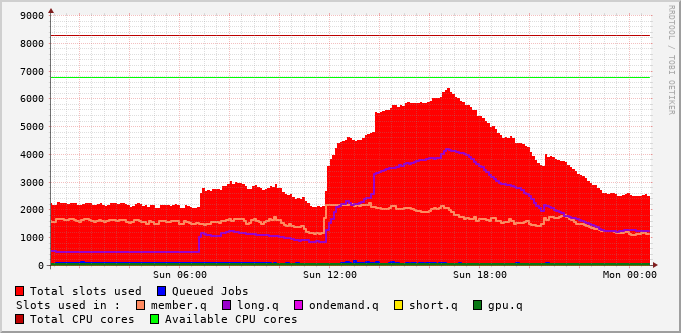 9000
8000
7000
6000
5000
4000
3000
2000
1000
0
Sun 06:00 Sun 12:00 Sun 18:00 Mon 00:00
Total slots used Queued Jobs
Slots used in : member.q long.q ondemand.q short.q gpu.q
Total CPU cores Available CPU cores
RRDTOOL / TOBI OETIKER